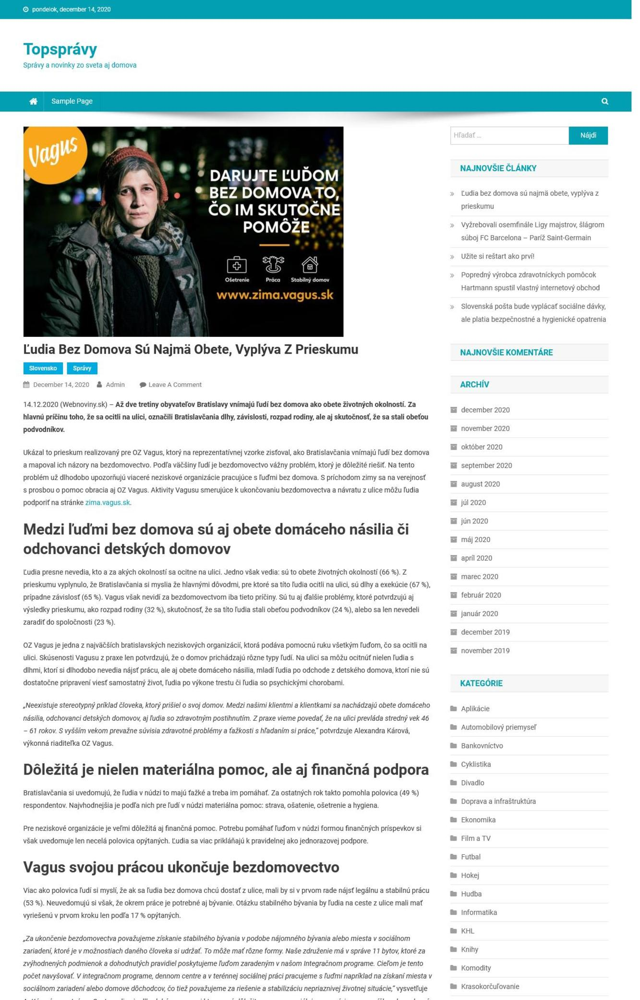 pondelok, december 14, 2020
Topsprávy
Správy a novinky zo sveta aj domova
Sample Page
Vagus
DARUJTE ĽUĎOM
BEZ DOMOVA TO,
ČO IM SKUTOČNE
POMÔŽE
Ošetrenie Práca Stabilný domov
www.zima.vagus.sk
Ľudia Bez Domova Sú Najmä Obete, Vyplýva Z Prieskumu
Slovensko Správy
December 14, 2020 Admin Leave A Comment
14.12.2020 (Webnoviny.sk) – Až dve tretiny obyvateľov Bratislavy vnímajú ľudí bez domova ako obete životných okolností. Za
hlavnú príčinu toho, že sa ocitli na ulici, označili Bratislavčania dlhy, závislosti, rozpad rodiny, ale aj skutočnosť, že sa stali obeťou
podvodníkov.
Ukázal to prieskum realizovaný pre OZ Vagus, ktorý na reprezentatívnej vzorke zisťoval, ako Bratislavčania vnímajú ľudí bez domova
a mapoval ich názory na bezdomovectvo. Podľa väčšiny ľudí je bezdomovectvo vážny problém, ktorý je dôležité riešiť. Na tento
problém už dlhodobo upozorňujú viaceré neziskové organizácie pracujúce s ľuďmi bez domova. S príchodom zimy sa na verejnosť
s prosbou o pomoc obracia aj OZ Vagus. Aktivity Vagusu smerujúce k ukončovaniu bezdomovectva a návratu z ulice môžu ľudia
podporiť na stránke zima.vagus.sk.
Medzi ľuďmi bez domova sú aj obete domáceho násilia či
odchovanci detských domovov
Ľudia presne nevedia, kto a za akých okolností sa ocitne na ulici. Jedno však vedia: sú to obete životných okolností (66 %). Z
prieskumu vyplynulo, že Bratislavčania si myslia že hlavnými dôvodmi, pre ktoré sa títo ľudia ocitli na ulici, sú dlhy a exekúcie (67 %),
prípadne závislosť (65 %). Vagus však nevidí za bezdomovectvom iba tieto príčiny. Sú tu aj ďalšie problémy, ktoré potvrdzujú aj
výsledky prieskumu, ako rozpad rodiny (32 %), skutočnosť, že sa títo ľudia stali obeťou podvodníkov (24 %), alebo sa len nevedeli
zaradiť do spoločnosti (23 %).
OZ Vagus je jedna z najväčších bratislavských neziskových organizácií, ktorá podáva pomocnú ruku všetkým ľuďom, čo sa ocitli na
ulici. Skúsenosti Vagusu z praxe len potvrdzujú, že o domov prichádzajú rôzne typy ľudí. Na ulici sa môžu ocitnúť nielen ľudia s
dlhmi, ktorí si dlhodobo nevedia nájsť prácu, ale aj obete domáceho násilia, mladí ľudia po odchode z detského domova, ktorí nie sú
dostatočne pripravení viesť samostatný život, ľudia po výkone trestu či ľudia so psychickými chorobami.
„Neexistuje stereotypný príklad človeka, ktorý prišiel o svoj domov. Medzi našimi klientmi a klientkami sa nachádzajú obete domáceho
násilia, odchovanci detských domovov, aj ľudia so zdravotným postihnutím. Z praxe vieme povedať, že na ulici prevláda stredný vek 46
– 61 rokov. S vyšším vekom prevažne súvisia zdravotné problémy a ťažkosti s hľadaním si práce,“ potvrdzuje Alexandra Kárová,
výkonná riaditeľka OZ Vagus.
Dôležitá je nielen materiálna pomoc, ale aj finančná podpora
Bratislavčania si uvedomujú, že ľudia v núdzi to majú ťažké a treba im pomáhať. Za ostatných rok takto pomohla polovica (49 %)
respondentov. Najvhodnejšia je podľa nich pre ľudí v núdzi materiálna pomoc: strava, ošatenie, ošetrenie a hygiena.
Pre neziskové organizácie je veľmi dôležitá aj finančná pomoc. Potrebu pomáhať ľuďom v núdzi formou finančných príspevkov si
však uvedomuje len necelá polovica opýtaných. Ľudia sa viac prikláňajú k pravidelnej ako jednorazovej podpore.
Vagus svojou prácou ukončuje bezdomovectvo
Viac ako polovica ľudí si myslí, že ak sa ľudia bez domova chcú dostať z ulice, mali by si v prvom rade nájsť legálnu a stabilnú prácu
(53 %). Neuvedomujú si však, že okrem práce je potrebné aj bývanie. Otázku stabilného bývania by ľudia na ceste z ulice mali mať
vyriešenú v prvom kroku len podľa 17 % opýtaných.
„Za ukončenie bezdomovectva považujeme získanie stabilného bývania v podobe nájomného bývania alebo miesta v sociálnom
zariadení, ktoré je v možnostiach daného človeka si udržať. To môže mať rôzne formy. Naše združenie má v správe 11 bytov, ktoré za
zvýhodnených podmienok a dohodnutých pravidiel poskytujeme ľuďom zaradeným v našom Integračnom programe. Cieľom je tento
počet navyšovať. V integračnom programe, dennom centre a v terénnej sociálnej práci pracujeme s ľuďmi napríklad na získaní miesta v
sociálnom zariadení alebo domove dôchodcov, čo tiež považujeme za riešenie a stabilizáciu nepriaznivej životnej situácie,“ vysvetľuje
Hľadať …
Nájdi
NAJNOVŠIE ČLÁNKY
Ľudia bez domova sú najmä obete, vyplýva z
prieskumu
Vyžrebovali osemfinále Ligy majstrov, šlágrom
súboj FC Barcelona – Paríž Saint-Germain
Užite si reštart ako prví!
Popredný výrobca zdravotníckych pomôcok
Hartmann spustil vlastný internetový obchod
Slovenská pošta bude vyplácať sociálne dávky,
ale platia bezpečnostné a hygienické opatrenia
NAJNOVŠIE KOMENTÁRE
ARCHÍV
december 2020
november 2020
október 2020
september 2020
august 2020
júl 2020
jún 2020
máj 2020
apríl 2020
marec 2020
február 2020
január 2020
december 2019
november 2019
KATEGÓRIE
Aplikácie
Automobilový priemyseľ
Bankovníctvo
Cyklistika
Divadlo
Doprava a infraštruktúra
Ekonomika
Film a TV
Futbal
Hokej
Hudba
Informatika
KHL
Knihy
Komodity
Krasokorčuľovanie